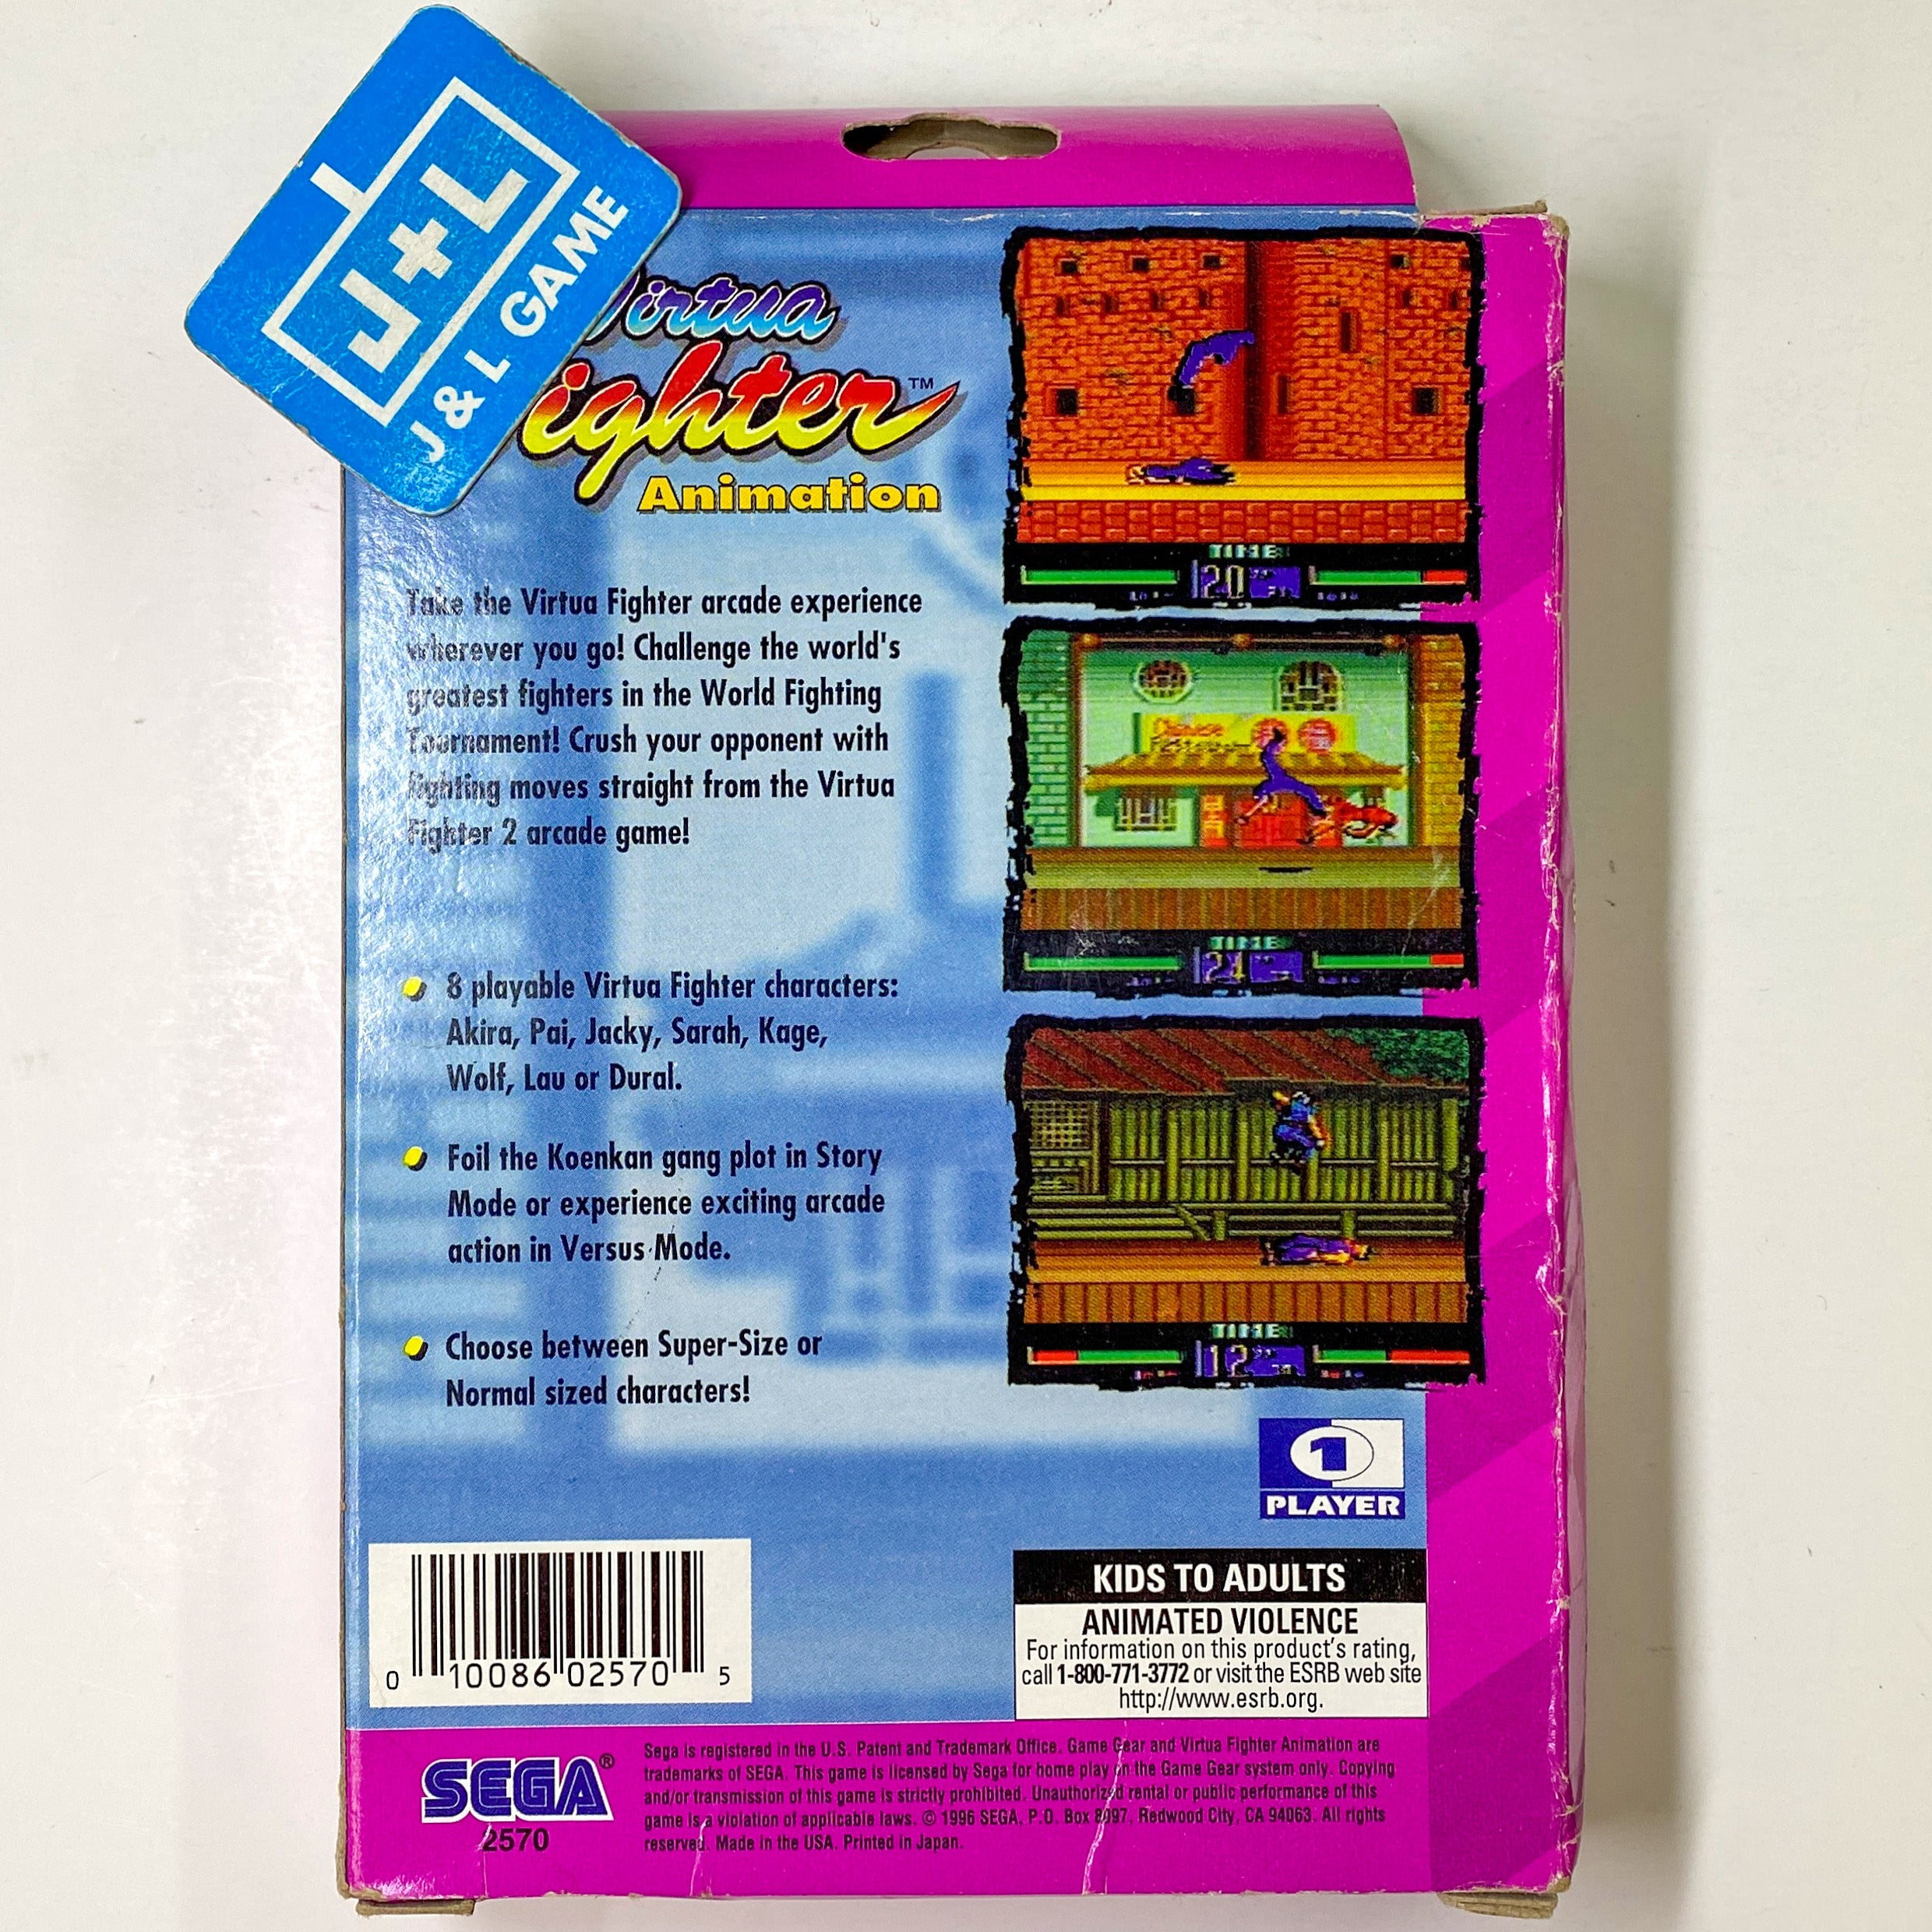 J+L
J & L GAME
Virtua
Fighter™
Animation
Take the Virtua Fighter arcade experience
wherever you go! Challenge the world's
greatest fighters in the World Fighting
Tournament! Crush your opponent with
fighting moves straight from the Virtua
Fighter 2 arcade game!
8 playable Virtua Fighter characters:
Akira, Pai, Jacky, Sarah, Kage,
Wolf, Lau or Dural.
Foil the Koenkan gang plot in Story
Mode or experience exciting arcade
action in Versus Mode.
Choose between Super-Size or
Normal sized characters!
TIME
20
TIME
21
TIME
12
1
PLAYER
0 10086 02570 5
KIDS TO ADULTS
ANIMATED VIOLENCE
For information on this product's rating,
call 1-800-771-3772 or visit the ESRB web site
http://www.esrb.org.
SEGA®
2570
Sega is registered in the U.S. Patent and Trademark Office. Game Gear and Virtua Fighter Animation are
trademarks of SEGA. This game is licensed by Sega for home play on the Game Gear system only. Copying
and/or transmission of this game is strictly prohibited. Unauthorized rental or public performance of this
game is a violation of applicable laws. © 1996 SEGA, P.O. Box 8097, Redwood City, CA 94063. All rights
reserved. Made in the USA. Printed in Japan.